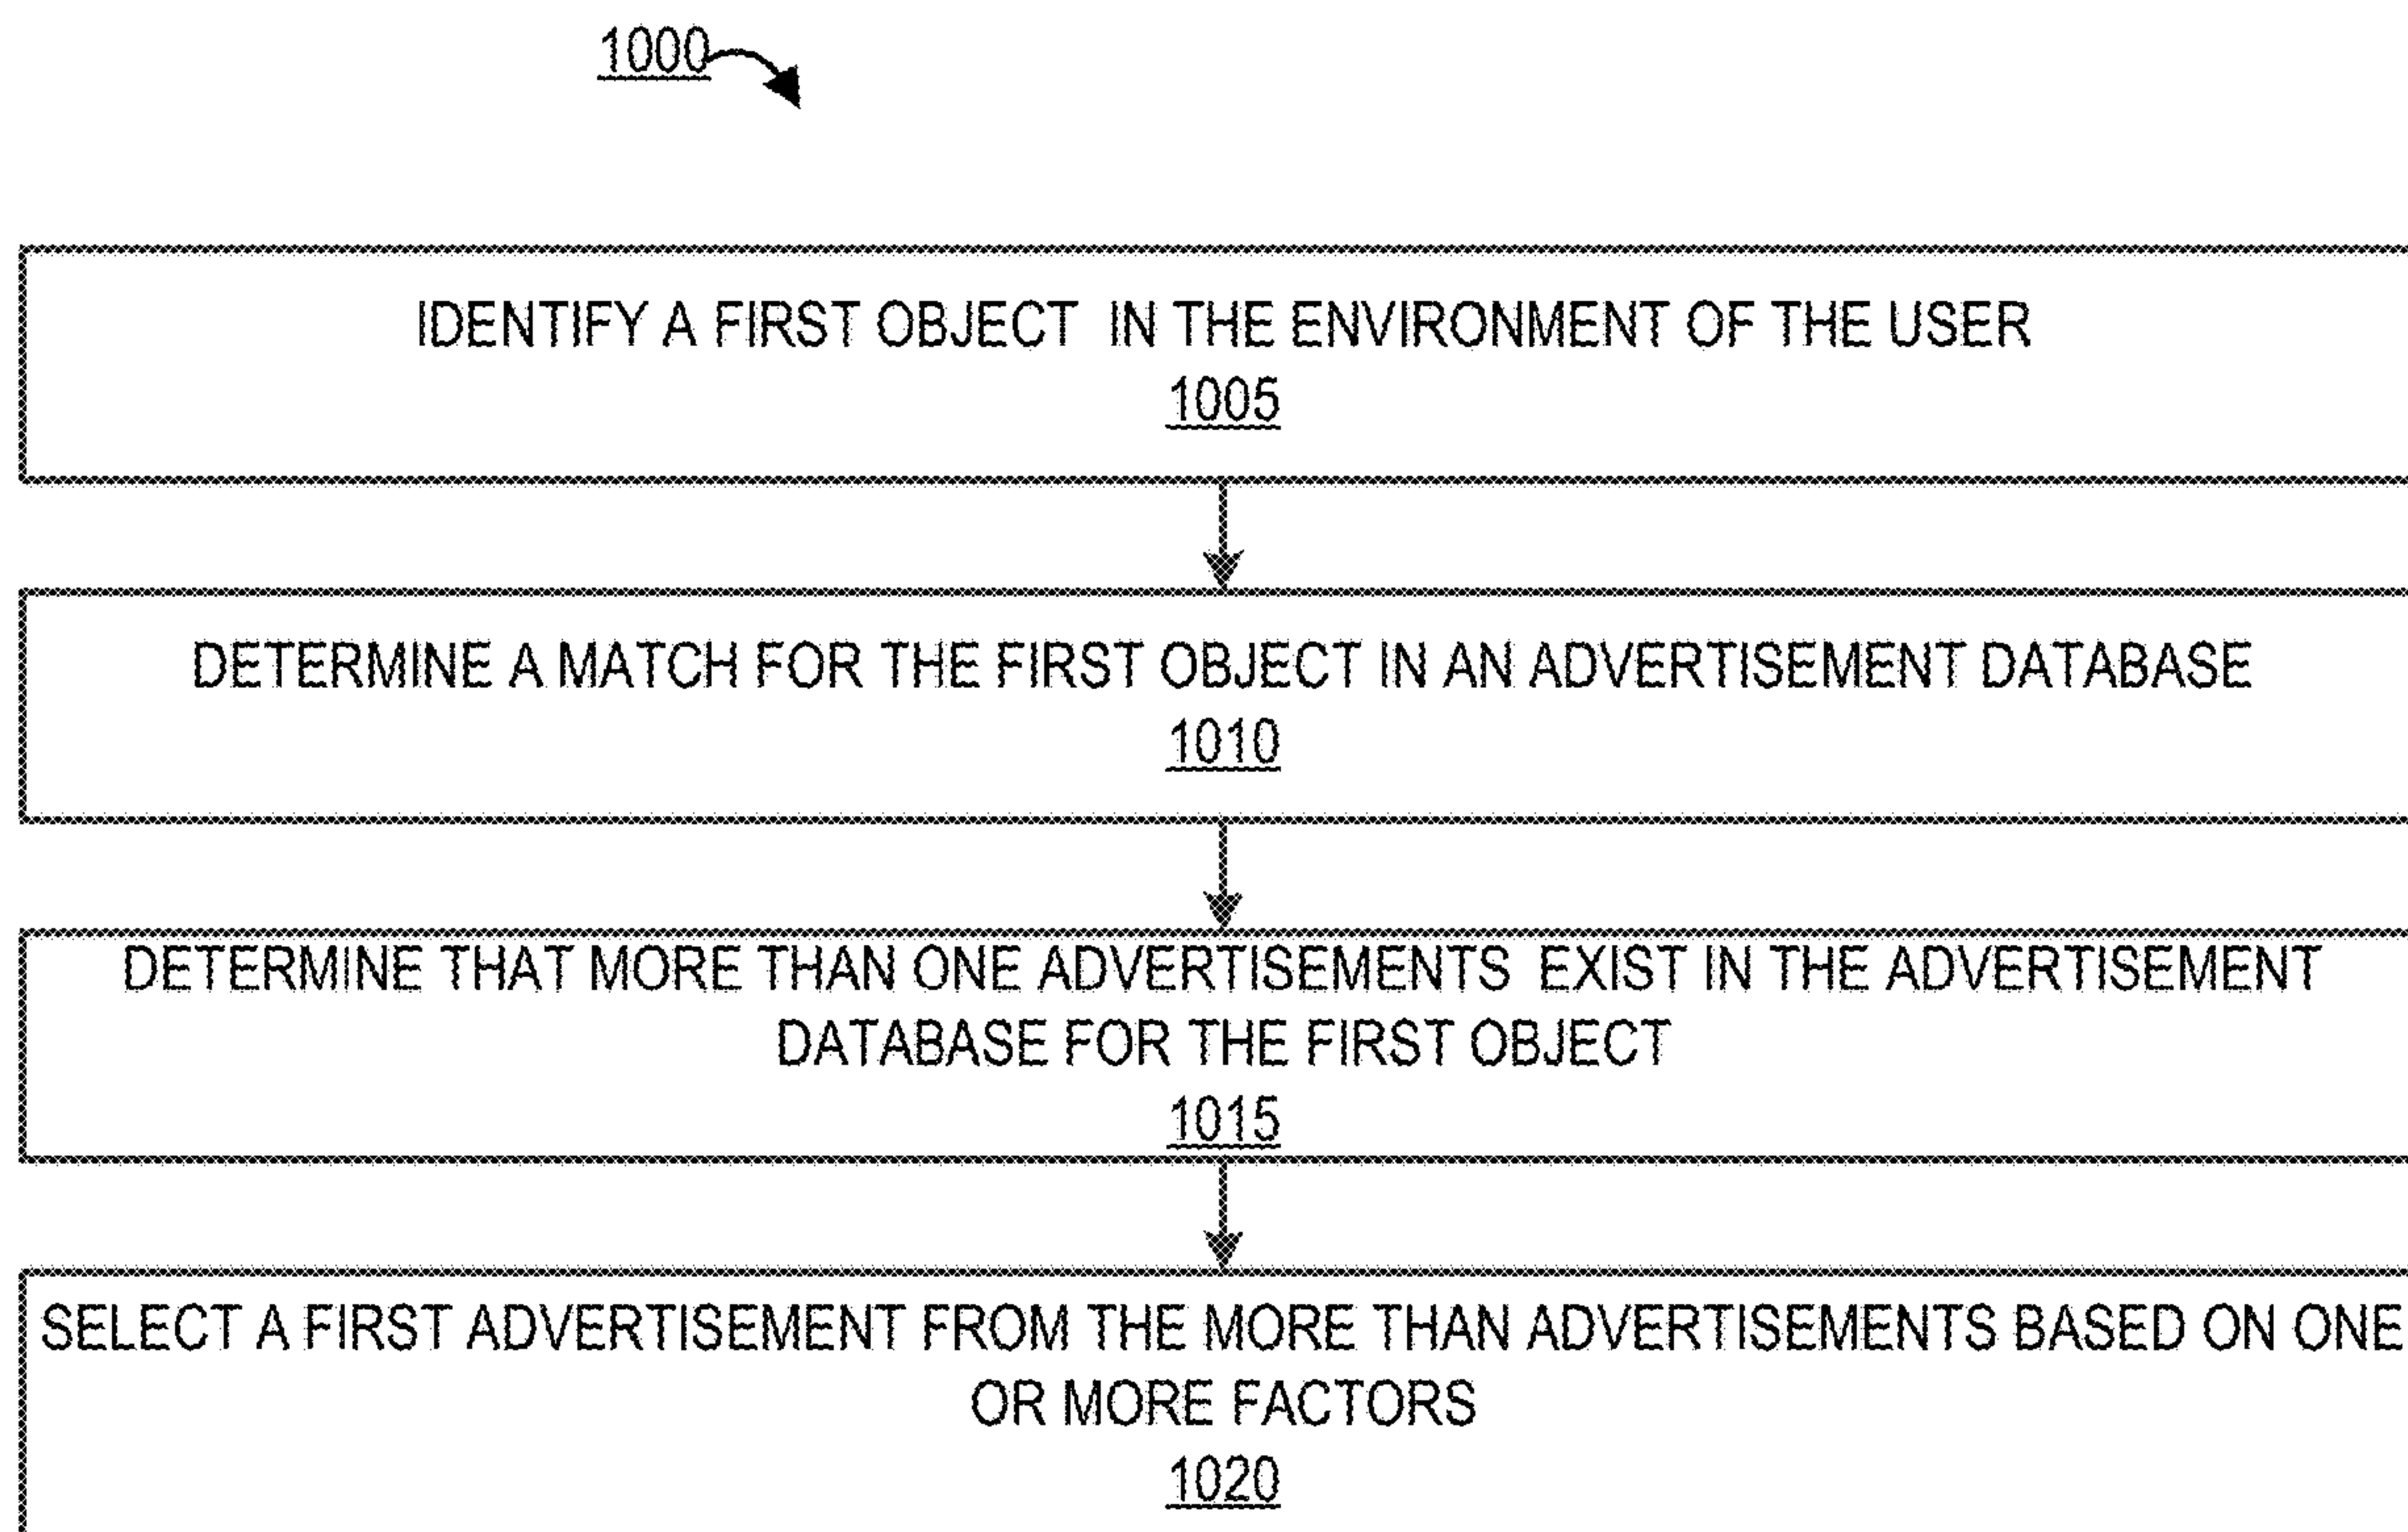 1000
IDENTIFY A FIRST OBJECT IN THE ENVIRONMENT OF THE USER
1005
DETERMINE A MATCH FOR THE FIRST OBJECT IN AN ADVERTISEMENT DATABASE
1010
DETERMINE THAT MORE THAN ONE ADVERTISEMENTS EXIST IN THE ADVERTISEMENT
DATABASE FOR THE FIRST OBJECT
1015
SELECT A FIRST ADVERTISEMENT FROM THE MORE THAN ADVERTISEMENTS BASED ON ONE
OR MORE FACTORS
1020